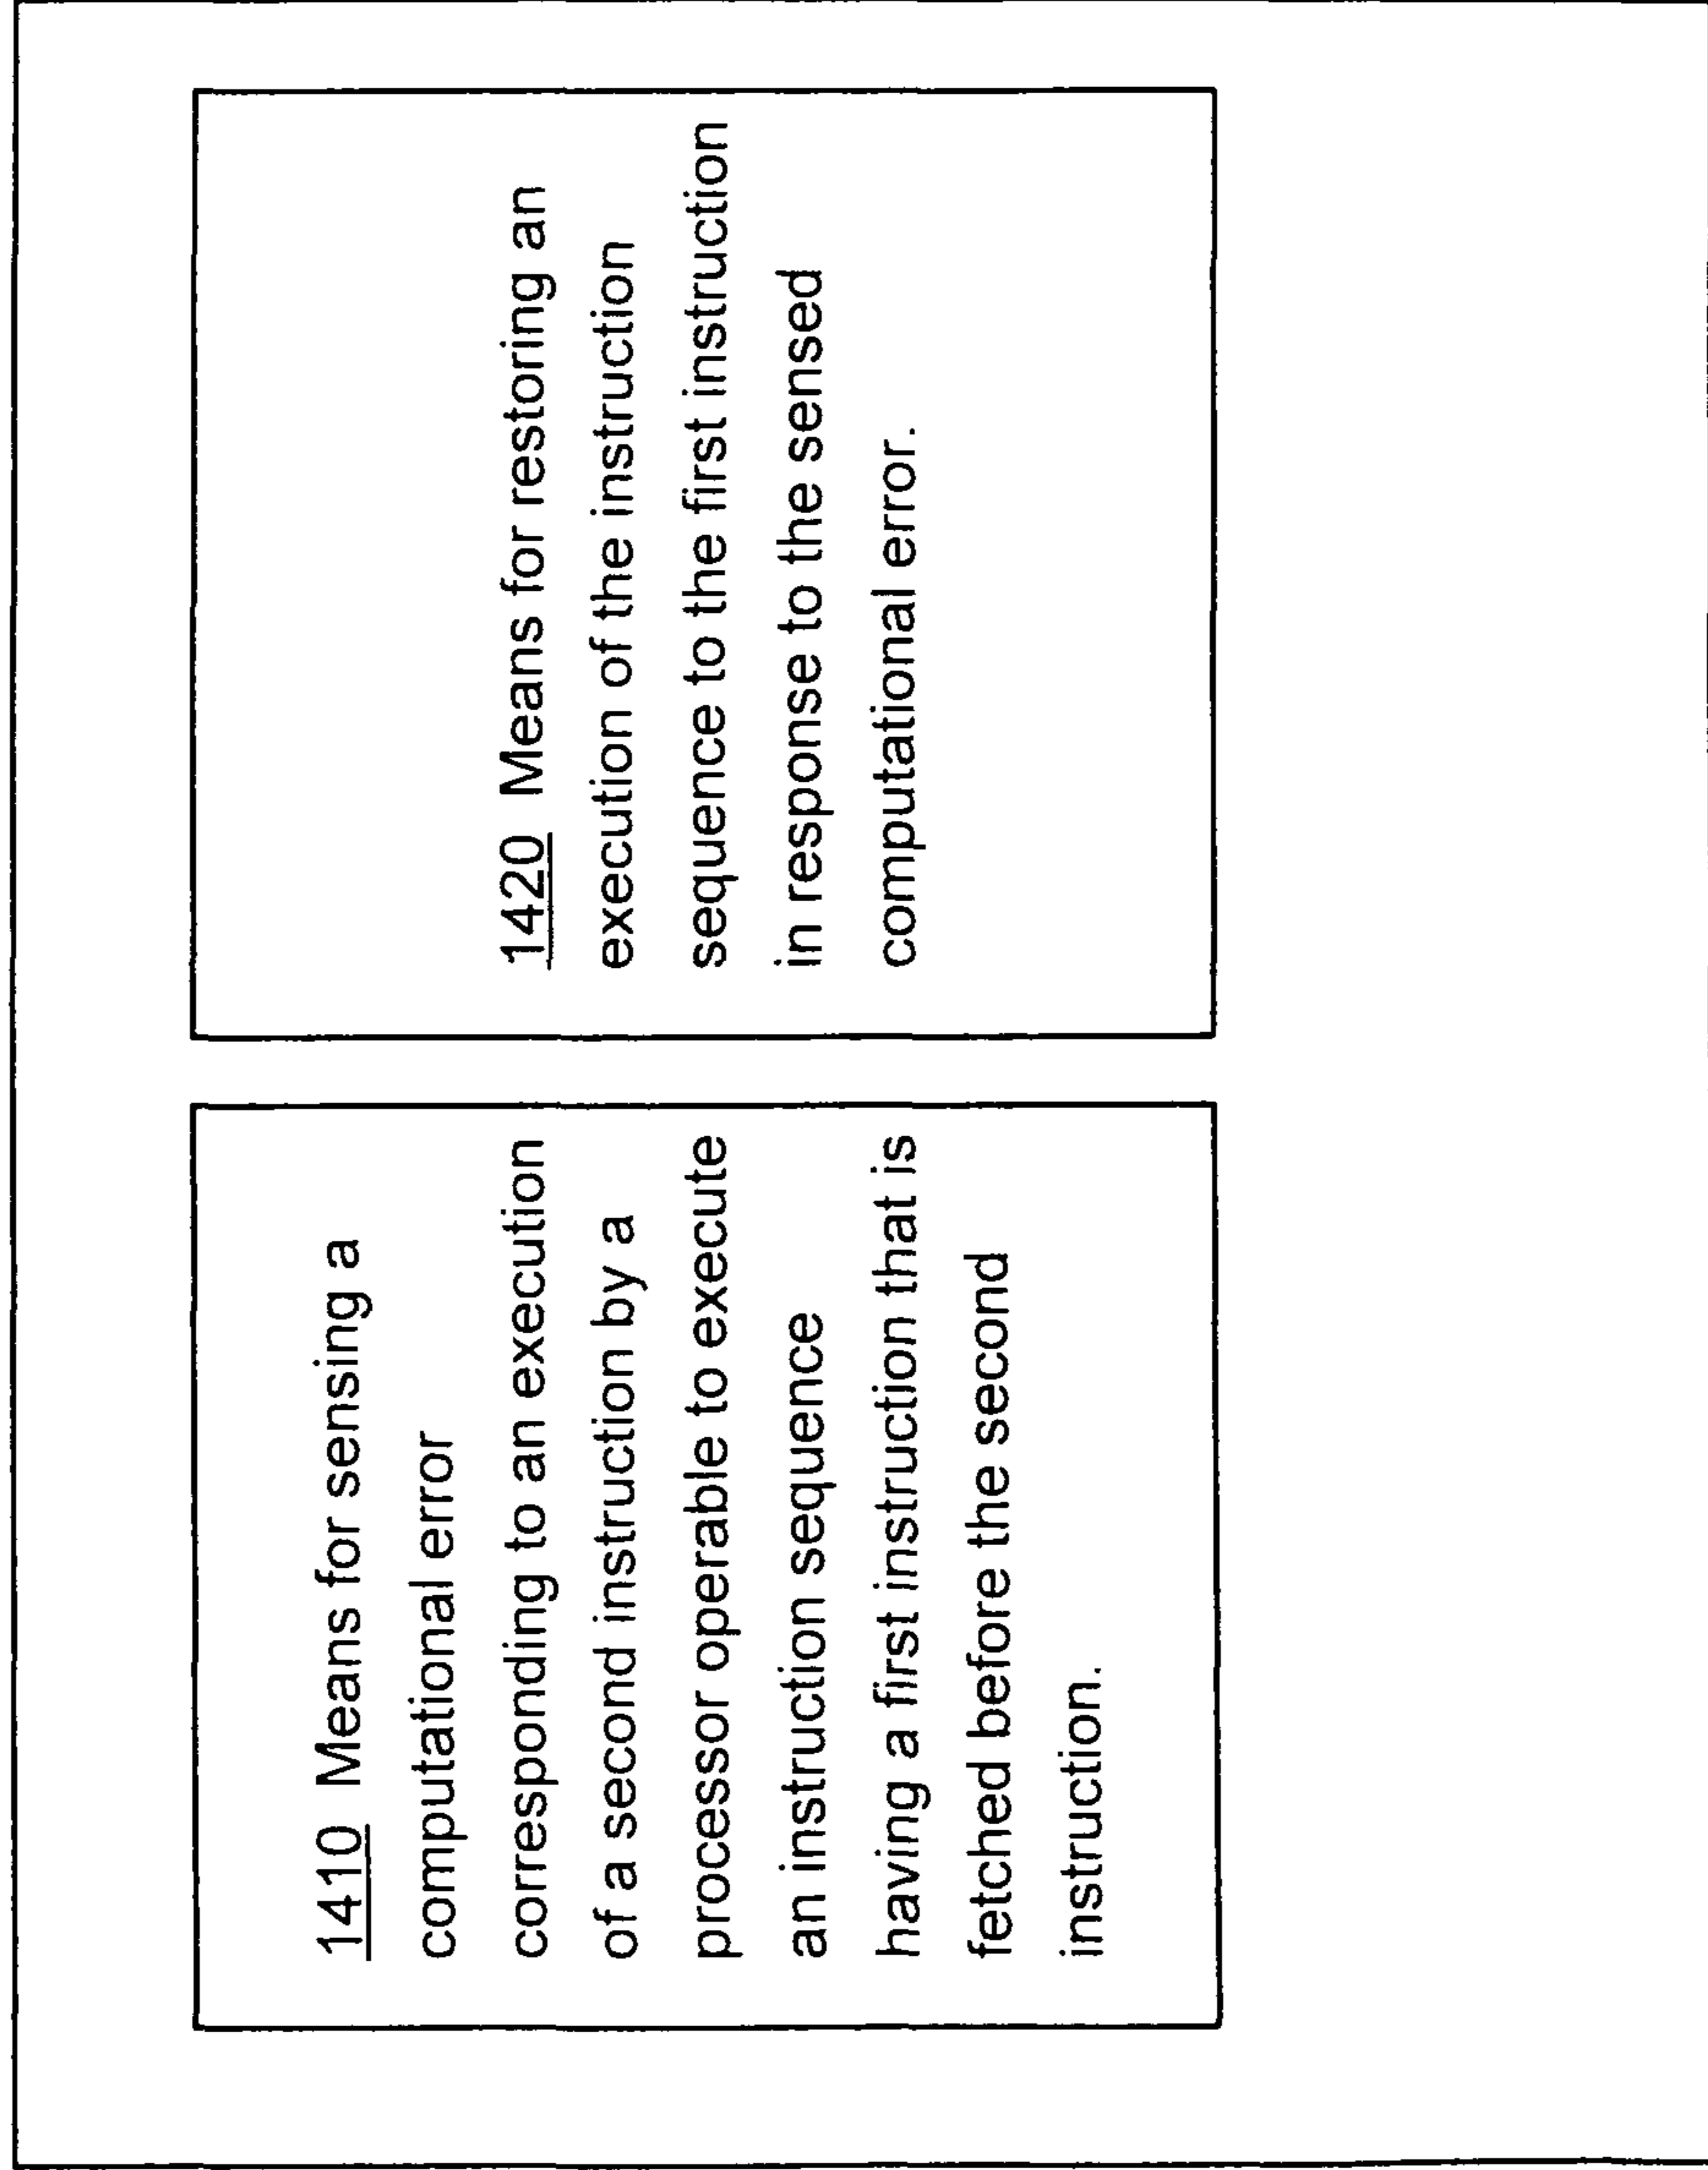 1410 Means for sensing a
computational error
corresponding to an execution
of a second instruction by a
processor operable to execute
an instruction sequence
having a first instruction that is
fetched before the second
instruction.
1420 Means for restoring an
execution of the instruction
sequence to the first instruction
in response to the sensed
computational error.